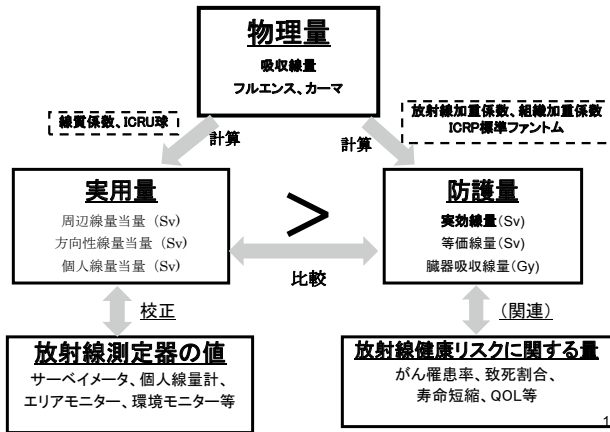 物理量
吸収線量
フルエンス、カーマ
線質係数、ICRU球
計算
計算
放射線加重係数、組織加重係数
ICRP標準ファントム
実用量
周辺線量当量（Sv）
方向性線量当量（Sv）
個人線量当量（Sv）
>
比較
防護量
実効線量(Sv)
等価線量(Sv)
臓器吸収線量(Gy)
校正
(関連)
放射線測定器の値
サーベイメータ、個人線量計、
エリアモニター、環境モニター等
放射線健康リスクに関する量
がん罹患率、致死割合、
寿命短縮、QOL等
1